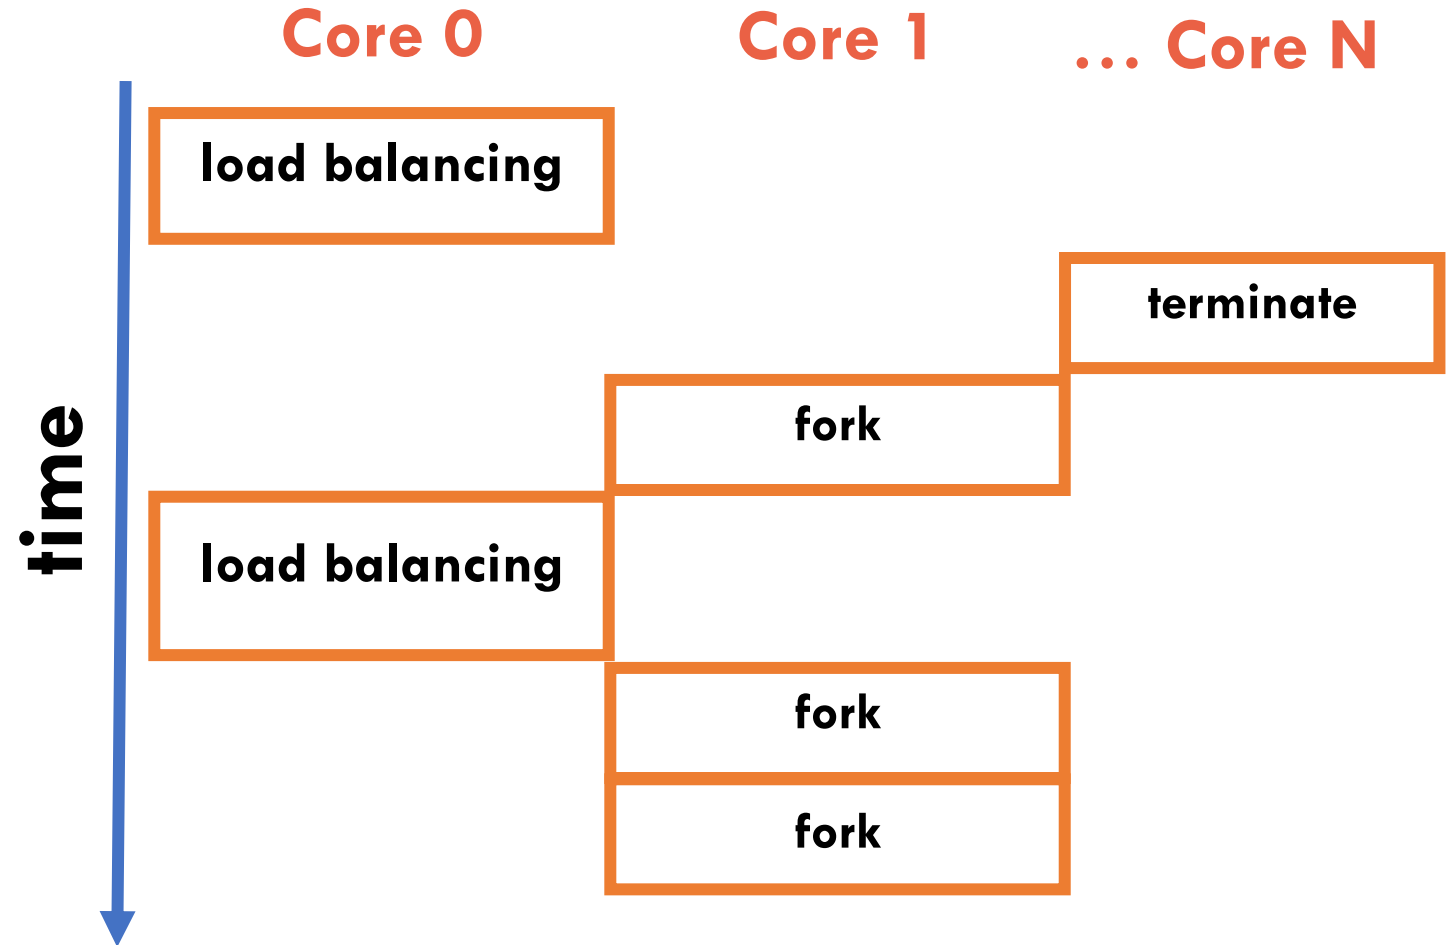 Core 0
Core 1
... Core N
load balancing
terminate
fork
time
load balancing
fork
fork